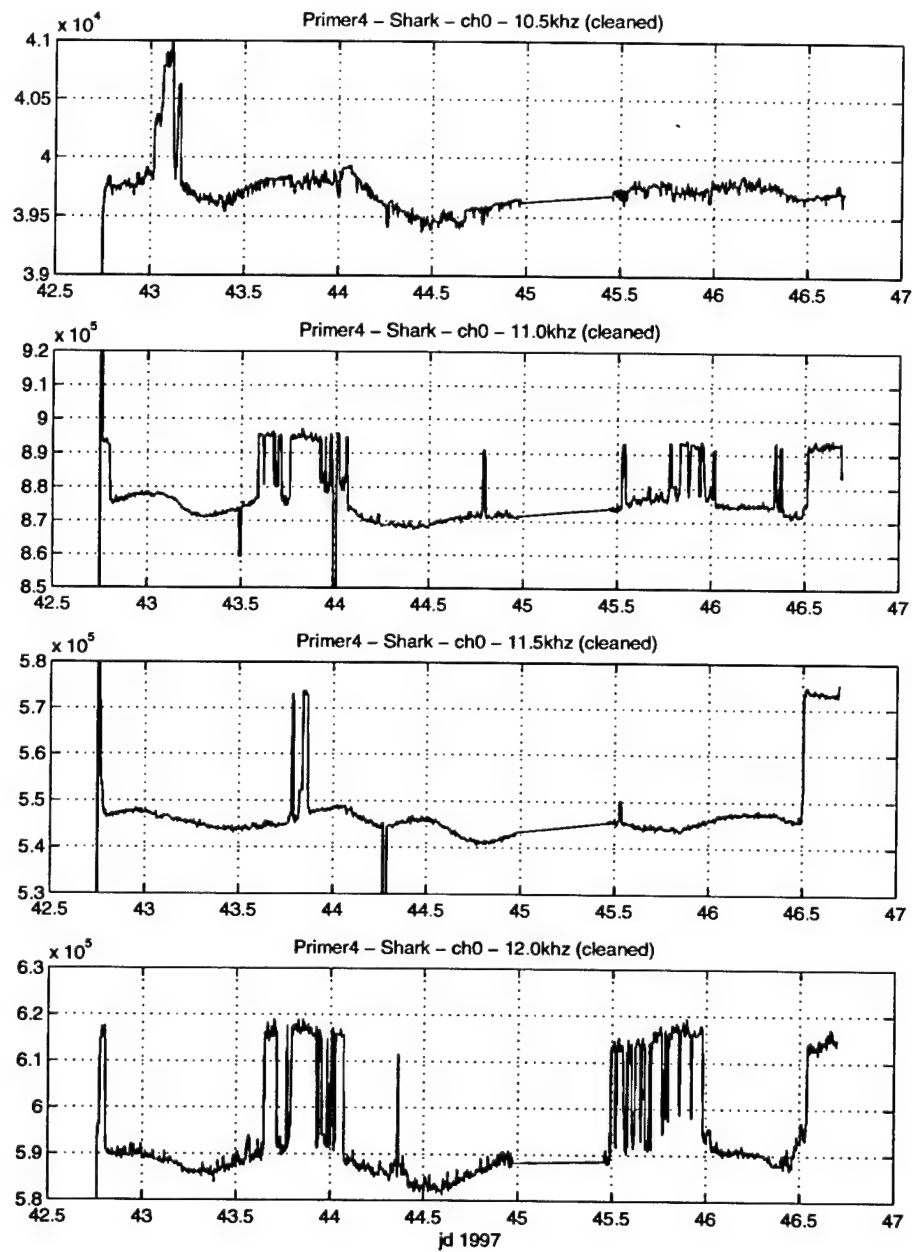 Primer4 – Shark – ch0 – 10.5khz (cleaned)
x 10^4
4.1
4.05
4
3.95
3.9
42.5 43 43.5 44 44.5 45 45.5 46 46.5 47
Primer4 – Shark – ch0 – 11.0khz (cleaned)
x 10^5
9.2
9.1
9
8.9
8.8
8.7
8.6
8.5
42.5 43 43.5 44 44.5 45 45.5 46 46.5 47
Primer4 – Shark – ch0 – 11.5khz (cleaned)
x 10^5
5.8
5.7
5.6
5.5
5.4
5.3
42.5 43 43.5 44 44.5 45 45.5 46 46.5 47
Primer4 – Shark – ch0 – 12.0khz (cleaned)
x 10^5
6.3
6.2
6.1
6
5.9
5.8
42.5 43 43.5 44 44.5 45 45.5 46 46.5 47
jd 1997